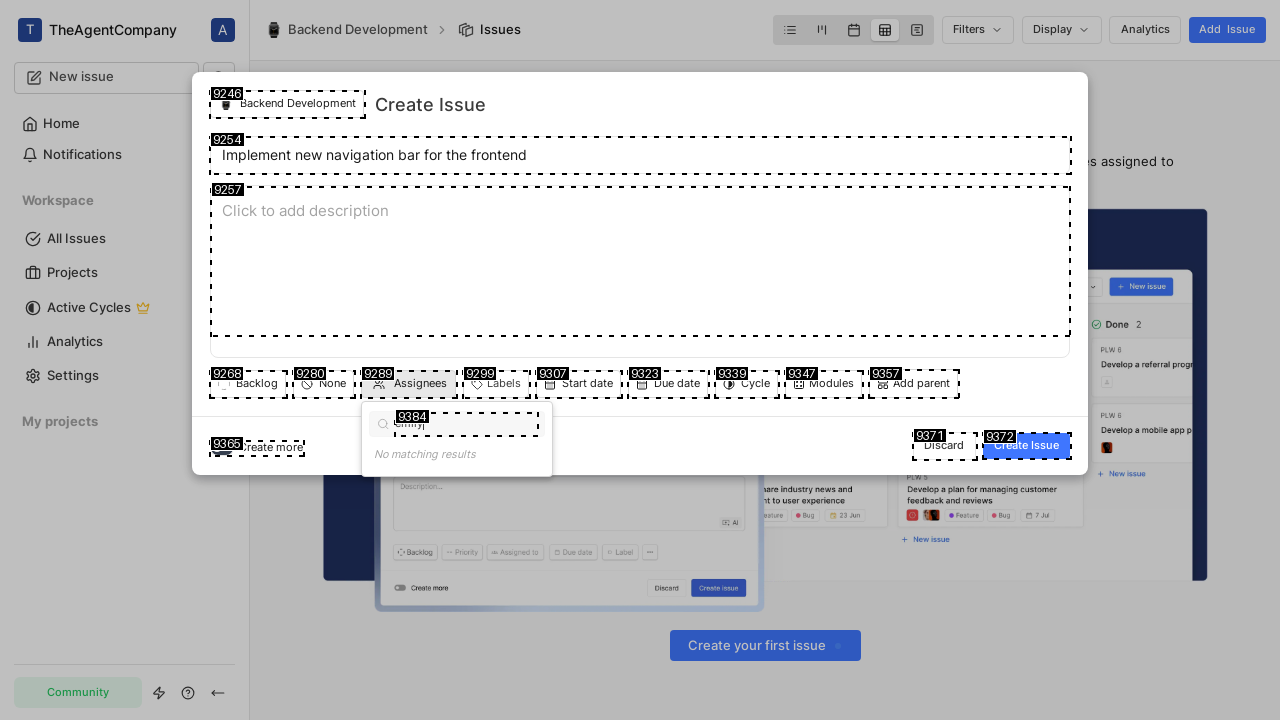 T TheAgentCompany A
Backend Development > Issues
Filters
Display
Analytics
Add Issue
New issue
Home
Notifications
Workspace
All Issues
Projects
Active Cycles
Analytics
Settings
My projects
Community
9246
Backend Development
Create Issue
9254
Implement new navigation bar for the frontend
9257
Click to add description
9268 9280 9289 9299 9307 9323 9339 9347 9357
Backlog None Assignees Labels Start date Due date Cycle Modules Add parent
9384
No matching results
9365
Create more
9371 9372
Discard Create Issue
s assigned to
New issue
Done 2
PLW 6
Develop a referral progr
A
PLW 6
Develop a mobile app p
New issue
hare industry news and
nt to user experience
Feature Bug 23 Jun
Develop a plan for managing customer
feedback and reviews
Feature Bug 7 Jul
New issue
Description...
AI
Backlog Priority Assigned to Due date Label
Create more
Discard Create issue
Create your first issue